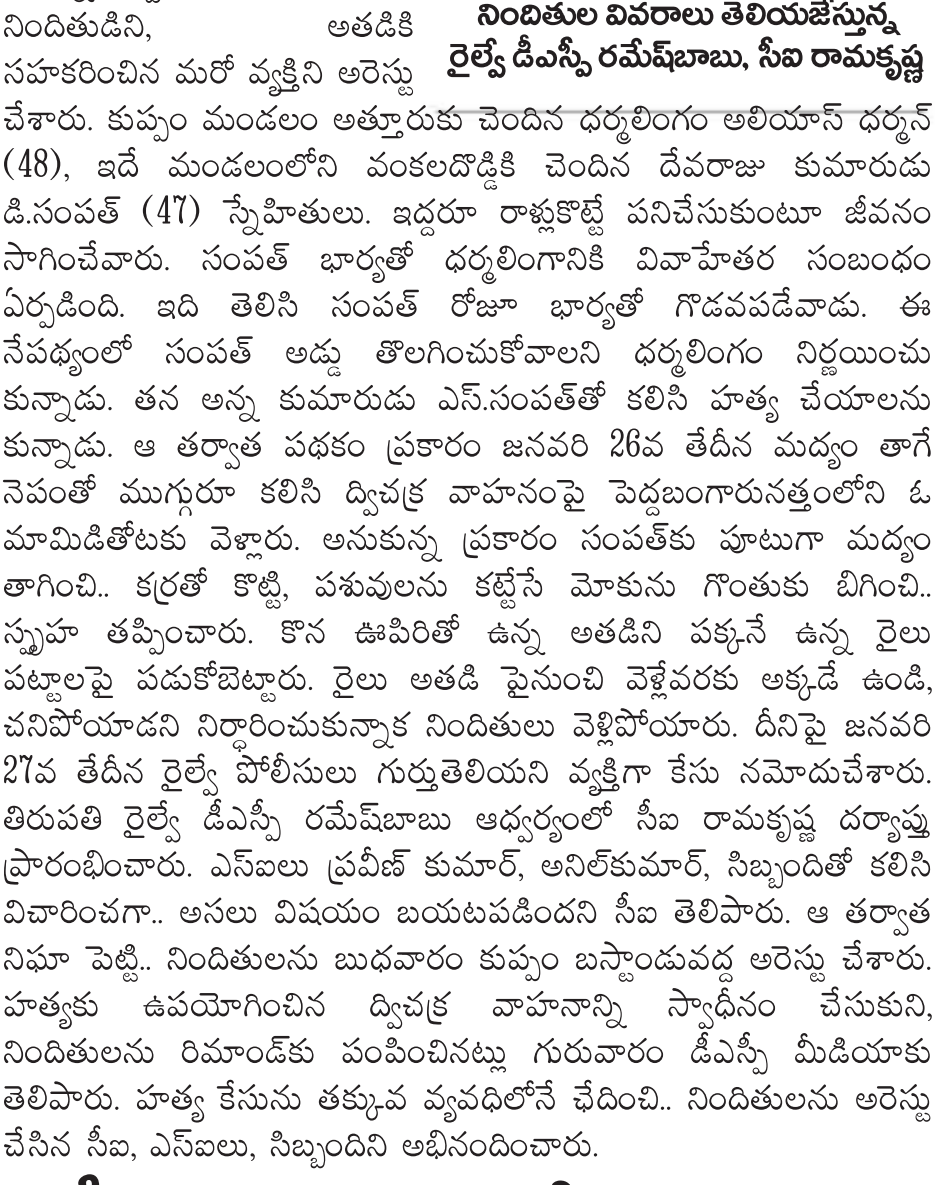 నిందితుల వివరాలు తెలియజేస్తున్న
రైల్వే డీఎస్పీ రమేష్‌బాబు, సీఐ రామకృష్ణ
నిందితుడిని, అతడికి
సహకరించిన మరో వ్యక్తిని అరెస్టు
చేశారు. కుప్పం మండలం అత్తూరుకు చెందిన ధర్మలింగం అలియాస్ ధర్మన్
(48), ఇదే మండలంలోని వంకలదొడ్డికి చెందిన దేవరాజు కుమారుడు
డి.సంపత్ (47) స్నేహితులు. ఇద్దరూ రాళ్లుకొట్టే పనిచేసుకుంటూ జీవనం
సాగించేవారు. సంపత్ భార్యతో ధర్మలింగానికి వివాహేతర సంబంధం
ఏర్పడింది. ఇది తెలిసి సంపత్ రోజూ భార్యతో గొడవపడేవాడు. ఈ
నేపథ్యంలో సంపత్ అడ్డు తొలగించుకోవాలని ధర్మలింగం నిర్ణయించు
కున్నాడు. తన అన్న కుమారుడు ఎస్.సంపత్‌తో కలిసి హత్య చేయాలను
కున్నాడు. ఆ తర్వాత పథకం ప్రకారం జనవరి 26వ తేదీన మద్యం తాగే
నెపంతో ముగ్గురూ కలిసి ద్విచక్ర వాహనంపై పెద్దబంగారునత్తంలోని ఓ
మామిడితోటకు వెళ్లారు. అనుకున్న ప్రకారం సంపత్‌కు పూటుగా మద్యం
తాగించి.. కర్రతో కొట్టి, పశువులను కట్టేసే మోకును గొంతుకు బిగించి..
స్పృహ తప్పించారు. కొన ఊపిరితో ఉన్న అతడిని పక్కనే ఉన్న రైలు
పట్టాలపై పడుకోబెట్టారు. రైలు అతడి పైనుంచి వెళ్లేవరకు అక్కడే ఉండి,
చనిపోయాడని నిర్ధారించుకున్నాక నిందితులు వెళ్లిపోయారు. దీనిపై జనవరి
27వ తేదీన రైల్వే పోలీసులు గుర్తుతెలియని వ్యక్తిగా కేసు నమోదుచేశారు.
తిరుపతి రైల్వే డీఎస్పీ రమేష్‌బాబు ఆధ్వర్యంలో సీఐ రామకృష్ణ దర్యాప్తు
ప్రారంభించారు. ఎస్ఐలు ప్రవీణ్ కుమార్, అనిల్‌కుమార్, సిబ్బందితో కలిసి
విచారించగా.. అసలు విషయం బయటపడిందని సీఐ తెలిపారు. ఆ తర్వాత
నిఘా పెట్టి.. నిందితులను బుధవారం కుప్పం బస్టాండువద్ద అరెస్టు చేశారు.
హత్యకు ఉపయోగించిన ద్విచక్ర వాహనాన్ని స్వాధీనం చేసుకుని,
నిందితులను రిమాండ్‌కు పంపించినట్లు గురువారం డీఎస్పీ మీడియాకు
తెలిపారు. హత్య కేసును తక్కువ వ్యవధిలోనే ఛేదించి.. నిందితులను అరెస్టు
చేసిన సీఐ, ఎస్ఐలు, సిబ్బందిని అభినందించారు.